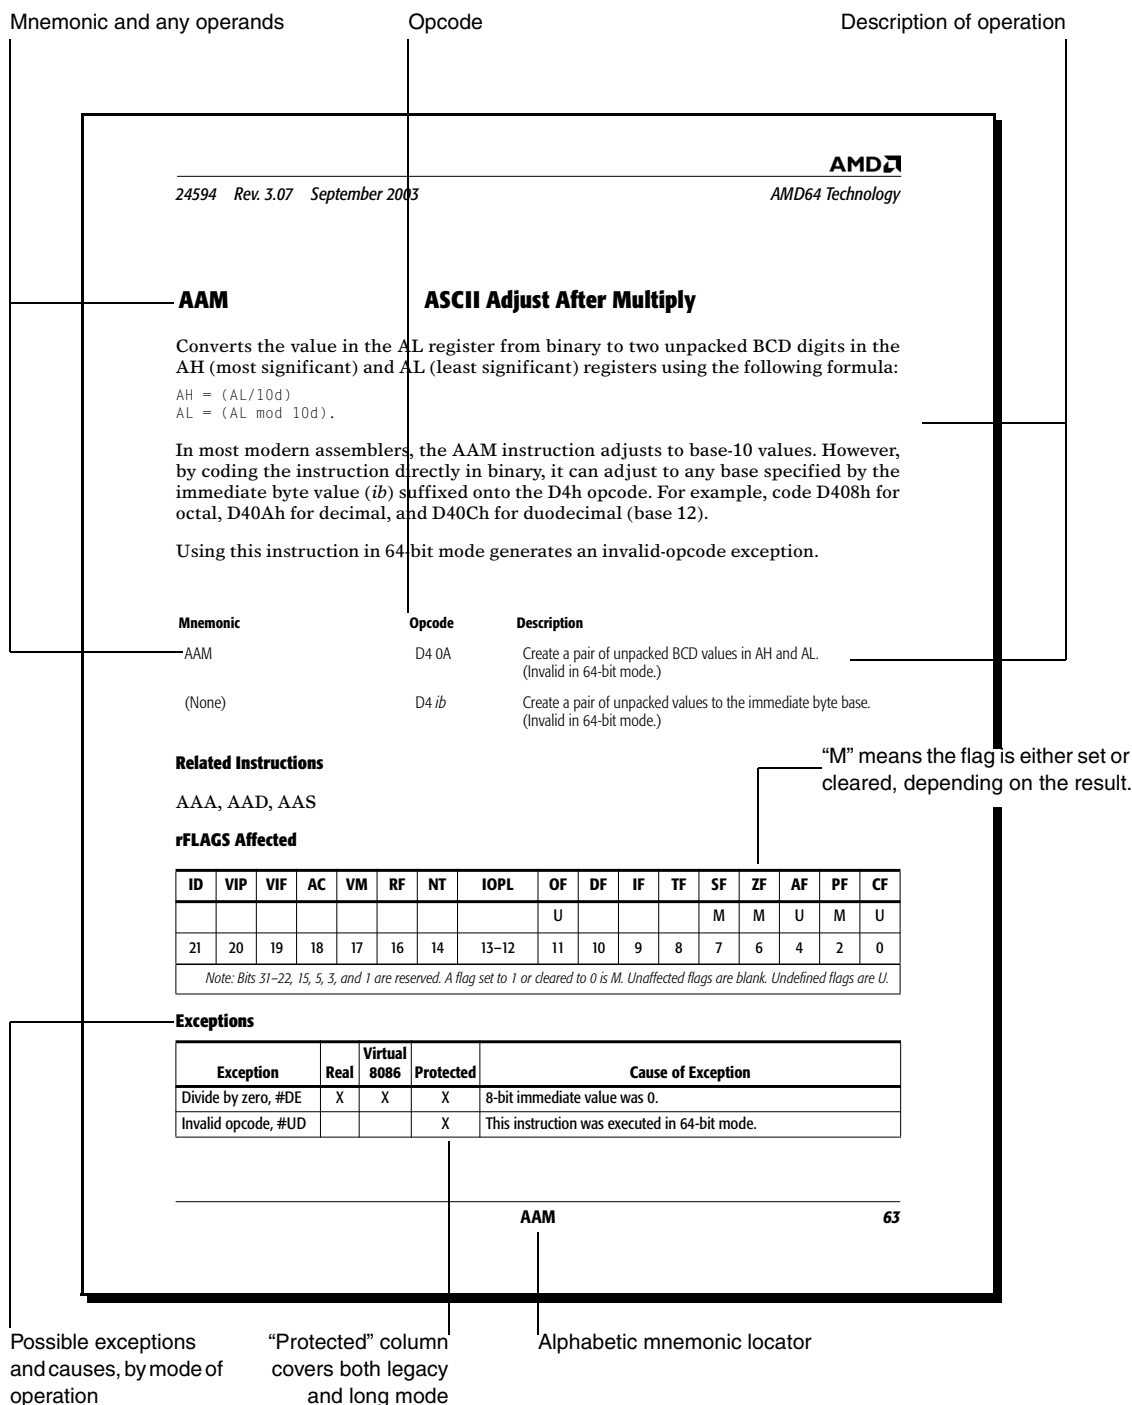 Mnemonic and any operands
Opcode
Description of operation
AMD
24594 Rev. 3.07 September 2003
AMD64 Technology
AAM
ASCII Adjust After Multiply
Converts the value in the AL register from binary to two unpacked BCD digits in the
AH (most significant) and AL (least significant) registers using the following formula:
AH = (AL/10d)
AL = (AL mod 10d).
In most modern assemblers, the AAM instruction adjusts to base-10 values. However,
by coding the instruction directly in binary, it can adjust to any base specified by the
immediate byte value (ib) suffixed onto the D4h opcode. For example, code D408h for
octal, D40Ah for decimal, and D40Ch for duodecimal (base 12).
Using this instruction in 64-bit mode generates an invalid-opcode exception.
Mnemonic Opcode Description
AAM D4 0A Create a pair of unpacked BCD values in AH and AL.
(Invalid in 64-bit mode.)
(None) D4 ib Create a pair of unpacked values to the immediate byte base.
(Invalid in 64-bit mode.)
“M” means the flag is either set or
cleared, depending on the result.
Related Instructions
AAA, AAD, AAS
rFLAGS Affected
ID VIP VIF AC VM RF NT IOPL OF DF IF TF SF ZF AF PF CF
U M M U M U
21 20 19 18 17 16 14 13–12 11 10 9 8 7 6 4 2 0
Note: Bits 31–22, 15, 5, 3, and 1 are reserved. A flag set to 1 or cleared to 0 is M. Unaffected flags are blank. Undefined flags are U.
Exceptions
Exception Real Virtual 8086 Protected Cause of Exception
Divide by zero, #DE X X X 8-bit immediate value was 0.
Invalid opcode, #UD X This instruction was executed in 64-bit mode.
AAM
63
Possible exceptions
and causes, by mode of
operation
“Protected” column
covers both legacy
and long mode
Alphabetic mnemonic locator